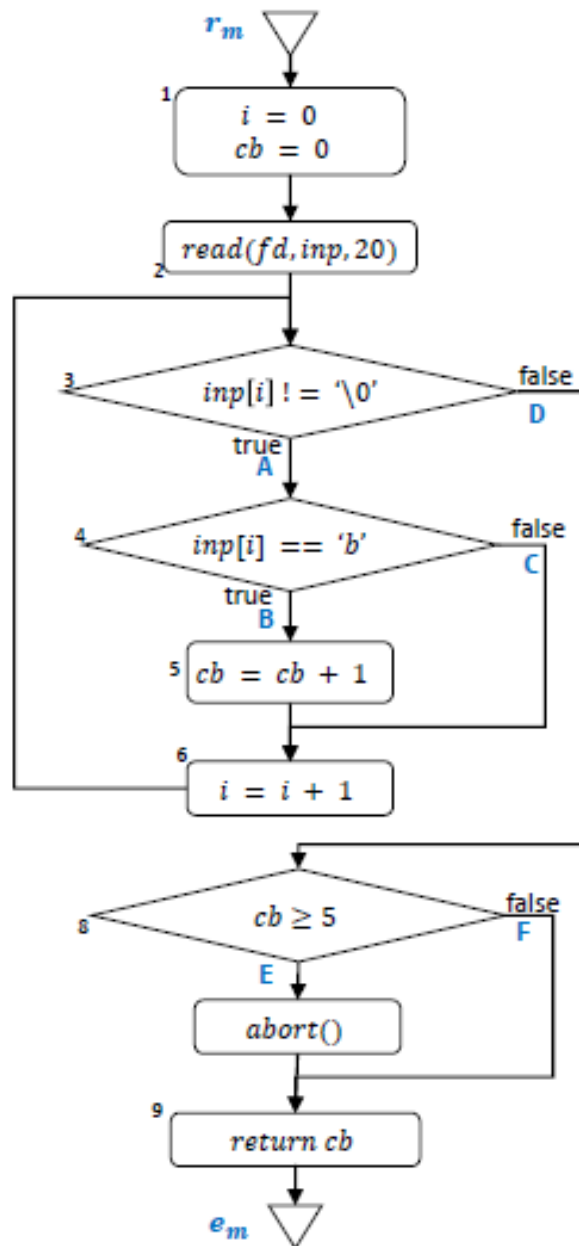 r_m
1
i = 0
cb = 0
read(fd, inp, 20)
2
3
inp[i] ! = ‘\0’
false
D
true
A
4
inp[i] == ‘b’
false
C
true
B
5
cb = cb + 1
6
i = i + 1
8
cb ≥ 5
false
F
E
abort()
9
return cb
e_m